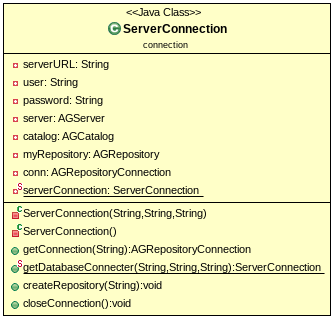 <<Java Class>>
ServerConnection
connection
serverURL: String
user: String
password: String
server: AGServer
catalog: AGCatalog
myRepository: AGRepository
conn: AGRepositoryConnection
serverConnection: ServerConnection
ServerConnection(String,String,String)
ServerConnection()
getConnection(String):AGRepositoryConnection
getDatabaseConnecter(String,String,String):ServerConnection
createRepository(String):void
closeConnection():void